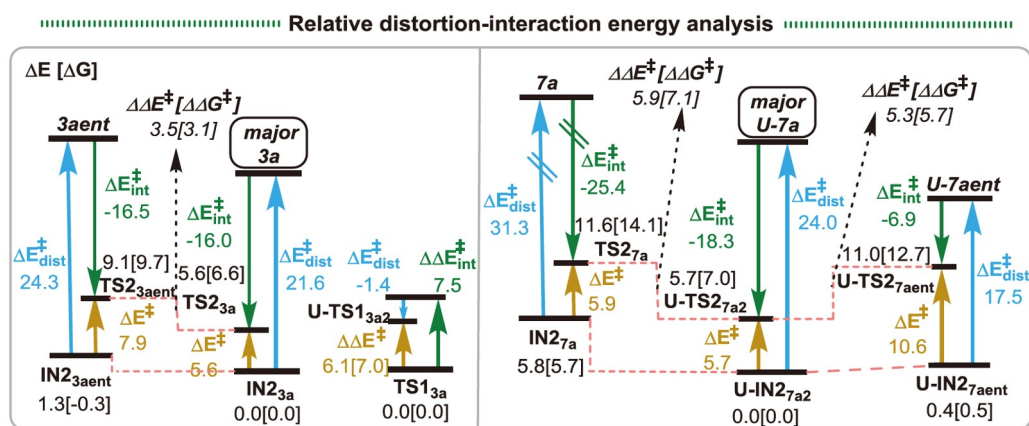 Relative distortion-interaction energy analysis
ΔE [ΔG]
3aent
ΔΔE‡[ΔΔG‡]
3.5[3.1]
major
3a
ΔE‡int
-16.5
ΔE‡dist
24.3
9.1[9.7]
TS23aent
ΔE‡
7.9
IN23aent
1.3[-0.3]
ΔE‡int
-16.0
5.6[6.6]
TS23a
ΔE‡
5.6
ΔE‡dist
21.6
IN23a
0.0[0.0]
ΔE‡dist
-1.4
ΔΔE‡int
7.5
U-TS13a2
ΔΔE‡
6.1[7.0]
TS13a
0.0[0.0]
7a
ΔΔE‡[ΔΔG‡]
5.9[7.1]
major
U-7a
ΔΔE‡[ΔΔG‡]
5.3[5.7]
ΔE‡int
-25.4
ΔE‡dist
31.3
11.6[14.1]
TS27a
ΔE‡
5.9
IN27a
5.8[5.7]
ΔE‡int
-18.3
ΔE‡dist
24.0
5.7[7.0]
U-TS27a2
ΔE‡
5.7
U-IN27a2
0.0[0.0]
U-7aent
ΔE‡int
-6.9
11.0[12.7]
U-TS27aent
ΔE‡dist
17.5
ΔE‡
10.6
U-IN27aent
0.4[0.5]